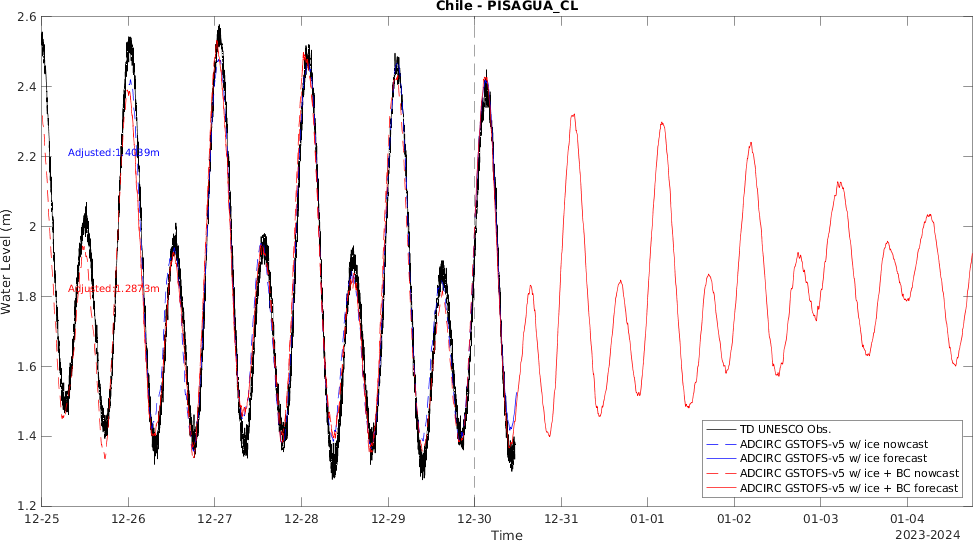 Chile - PISAGUA_CL
Water Level (m)
2.6
2.4
2.2
2
1.8
1.6
1.4
1.2
Adjusted:1.4039m
Adjusted:1.2873m
TD UNESCO Obs.
ADCIRC GSTOFS-v5 w/ ice nowcast
ADCIRC GSTOFS-v5 w/ ice forecast
ADCIRC GSTOFS-v5 w/ ice + BC nowcast
ADCIRC GSTOFS-v5 w/ ice + BC forecast
12-25 12-26 12-27 12-28 12-29 12-30 12-31 01-01 01-02 01-03 01-04
Time
2023-2024